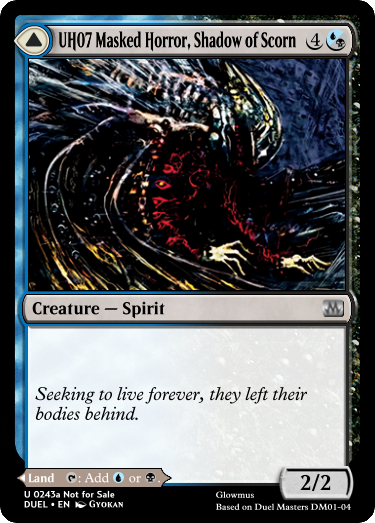 UH07 Masked Horror, Shadow of Scorn 4
Creature — Spirit
Seeking to live forever, they left their
bodies behind.
Land : Add or .
2/2
U 0243a Not for Sale
DUEL • EN Gyokan
Glowmus
Based on Duel Masters DM01-04